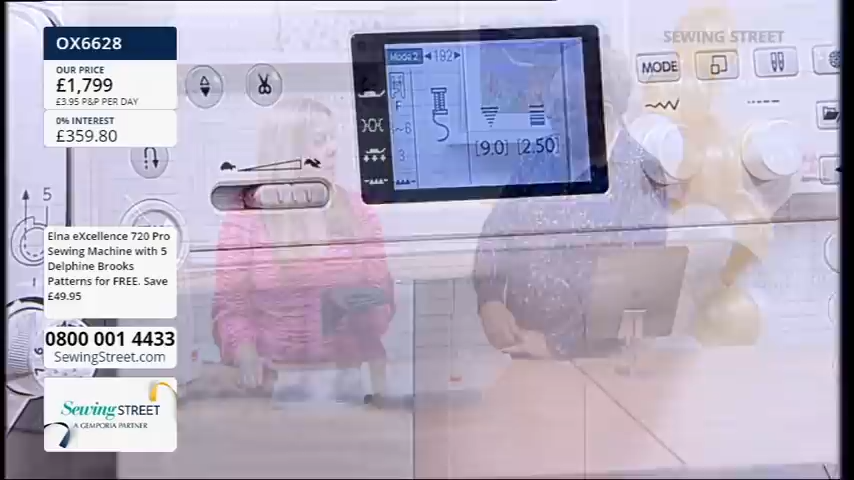 OX6628
OUR PRICE
£1,799
£3.95 P&P PER DAY
0% INTEREST
£359.80
Elna eXcellence 720 Pro
Sewing Machine with 5
Delphine Brooks
Patterns for FREE. Save
£49.95
0800 001 4433
SewingStreet.com
Sewing STREET
A GEMPORIA PARTNER
SEWING STREET
Mode 2
192
F
~6
3
[9.0] [2.50]
MODE
5